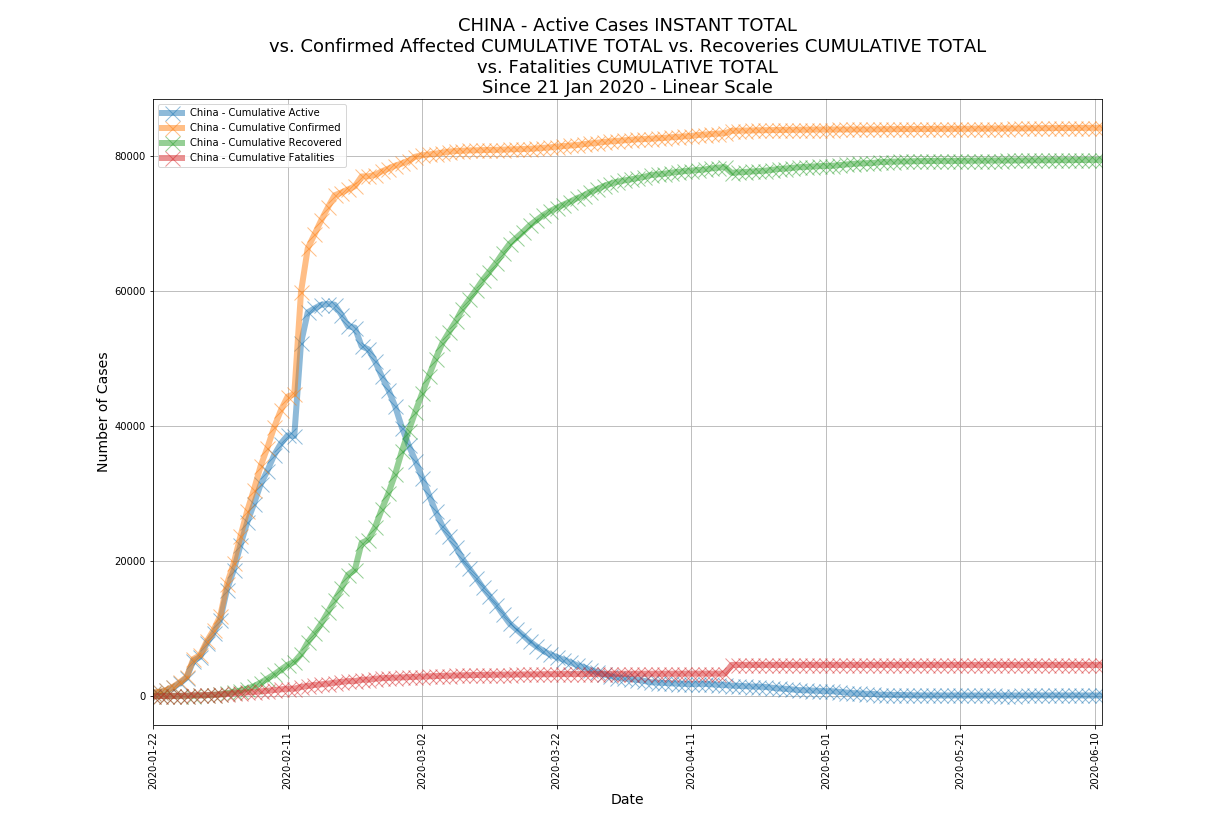 CHINA - Active Cases INSTANT TOTAL
vs. Confirmed Affected CUMULATIVE TOTAL vs. Recoveries CUMULATIVE TOTAL
vs. Fatalities CUMULATIVE TOTAL
Since 21 Jan 2020 - Linear Scale
China - Cumulative Active
China - Cumulative Confirmed
China - Cumulative Recovered
China - Cumulative Fatalities
80000
60000
40000
20000
0
Number of Cases
2020-01-22
2020-02-11
2020-03-02
2020-03-22
2020-04-11
2020-05-01
2020-05-21
2020-06-10
Date